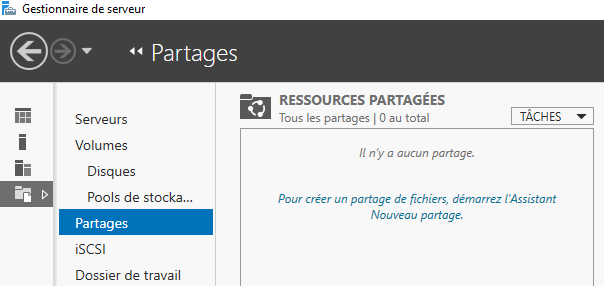 Gestionnaire de serveur
Partages
Serveurs
Volumes
Disques
Pools de stocka...
Partages
iSCSI
Dossier de travail
RESSOURCES PARTAGÉES
Tous les partages | 0 au total
TÂCHES
Il n'y a aucun partage.
Pour créer un partage de fichiers, démarrez l'Assistant
Nouveau partage.